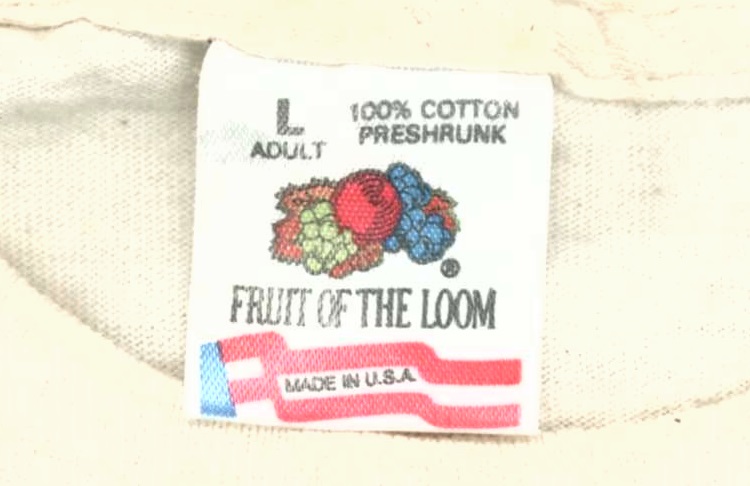 L
ADULT
100% COTTON
PRESHRUNK
®
FRUIT OF THE LOOM
MADE IN U.S.A.